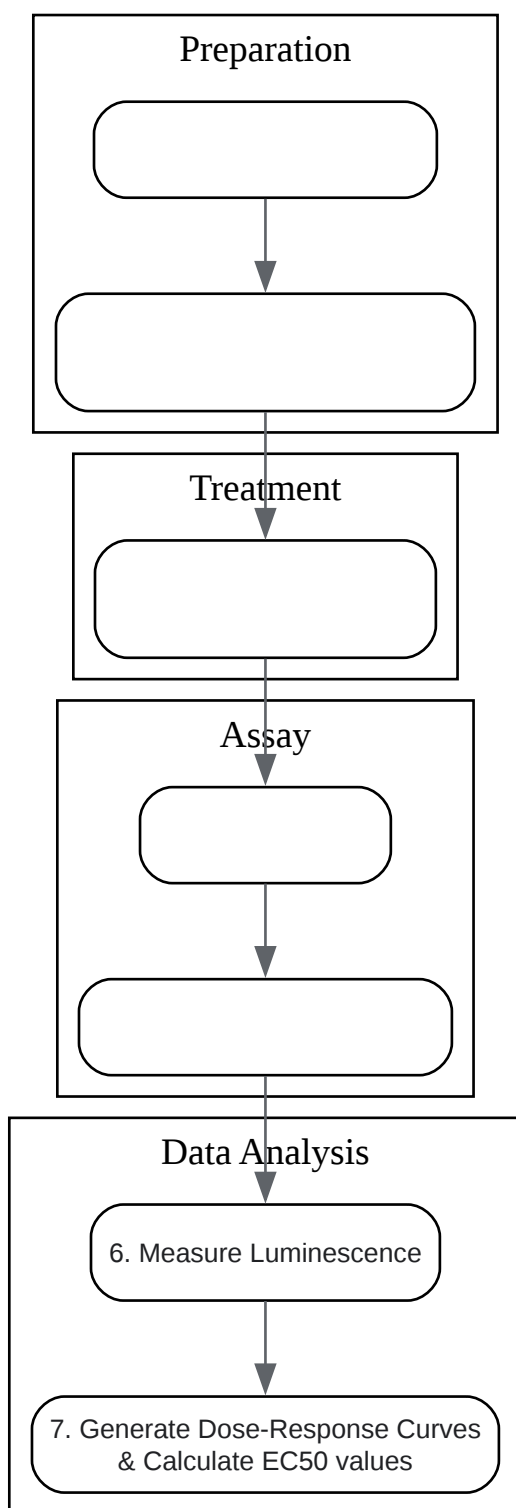 Preparation
Treatment
Assay
Data Analysis
6. Measure Luminescence
7. Generate Dose-Response Curves
& Calculate EC50 values